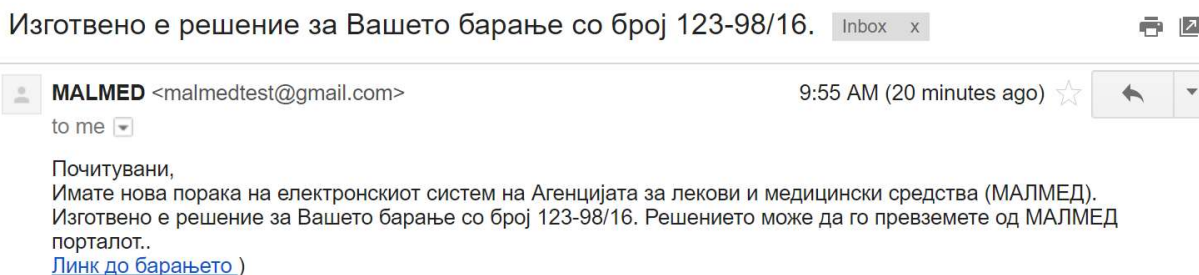 Изготвено е решение за Вашето барање со број 123-98/16. Inbox x
MALMED <malmedtest@gmail.com> 9:55 AM (20 minutes ago)
to me
Почитувани,
Имате нова порака на електронскиот систем на Агенцијата за лекови и медицински средства (МАЛМЕД).
Изготвено е решение за Вашето барање со број 123-98/16. Решението може да го превземете од МАЛМЕД
порталот..
Линк до барањето )